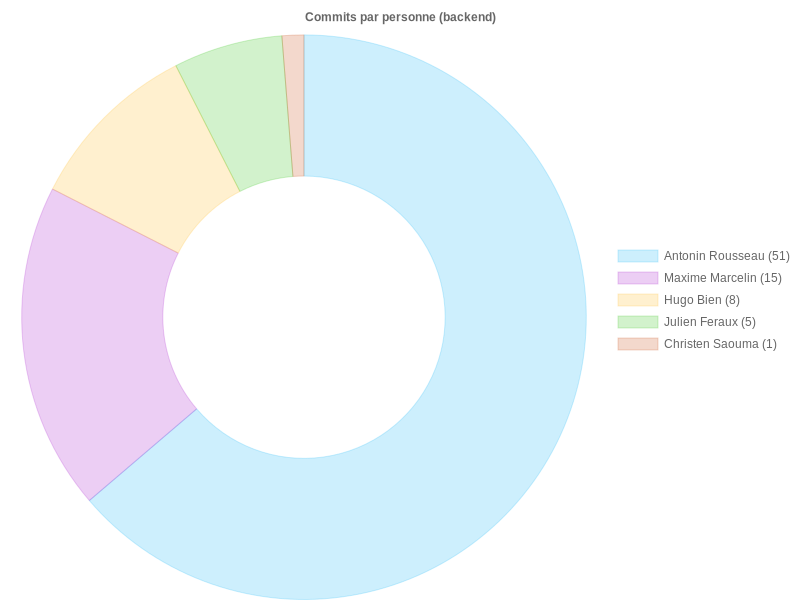 Commits par personne (backend)
Antonin Rousseau (51)
Maxime Marcelin (15)
Hugo Bien (8)
Julien Feraux (5)
Christen Saouma (1)